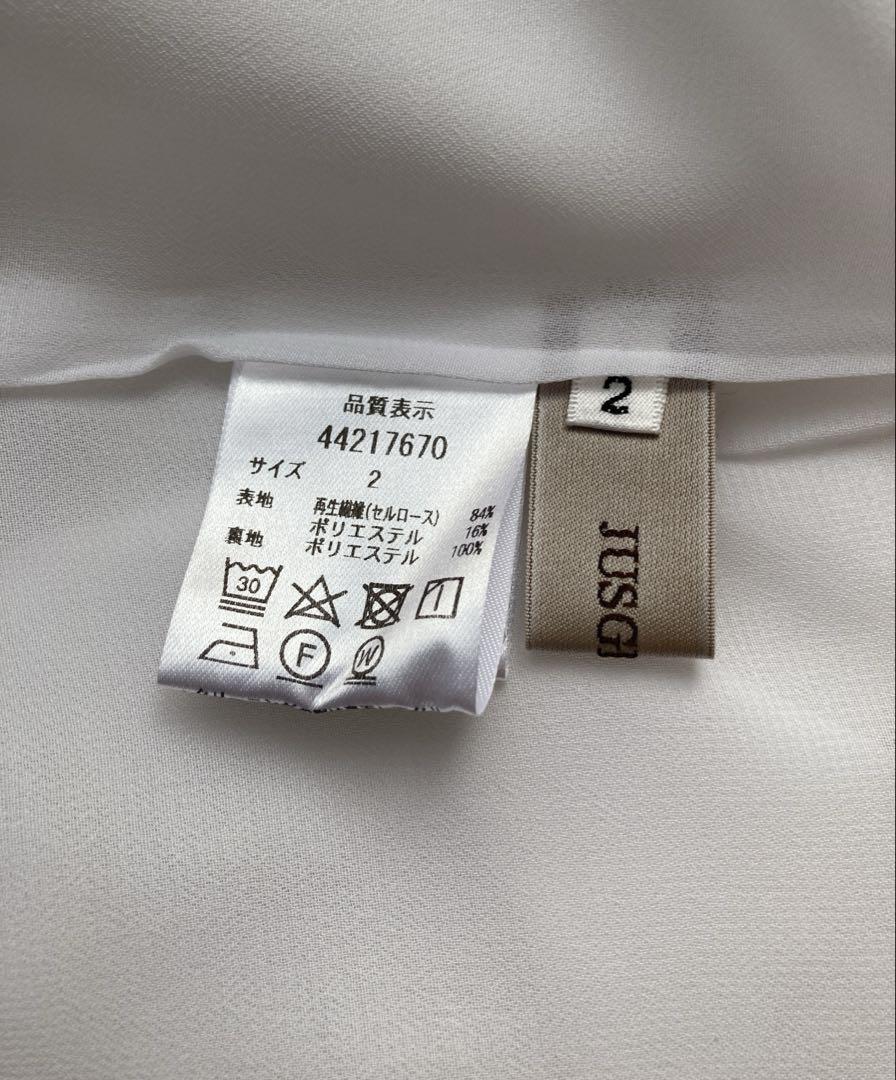 品質表示
44217670
サイズ 2
表地 再生繊維(セルロース) 84%
ポリエステル 16%
裏地 ポリエステル 100%
30
F
W
2
JUSG